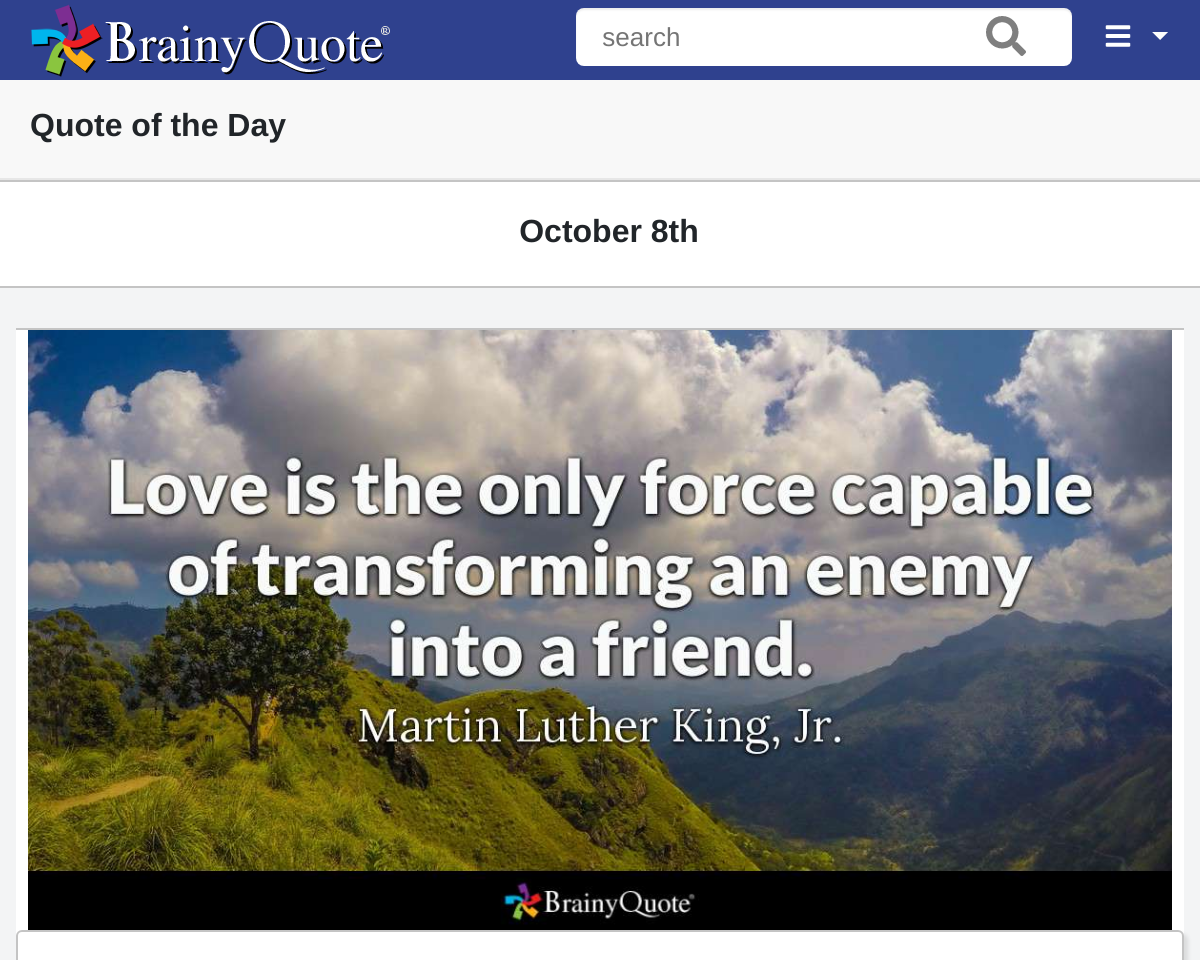 BrainyQuote®
search
Quote of the Day
October 8th
Love is the only force capable
of transforming an enemy
into a friend.
Martin Luther King, Jr.
BrainyQuote®